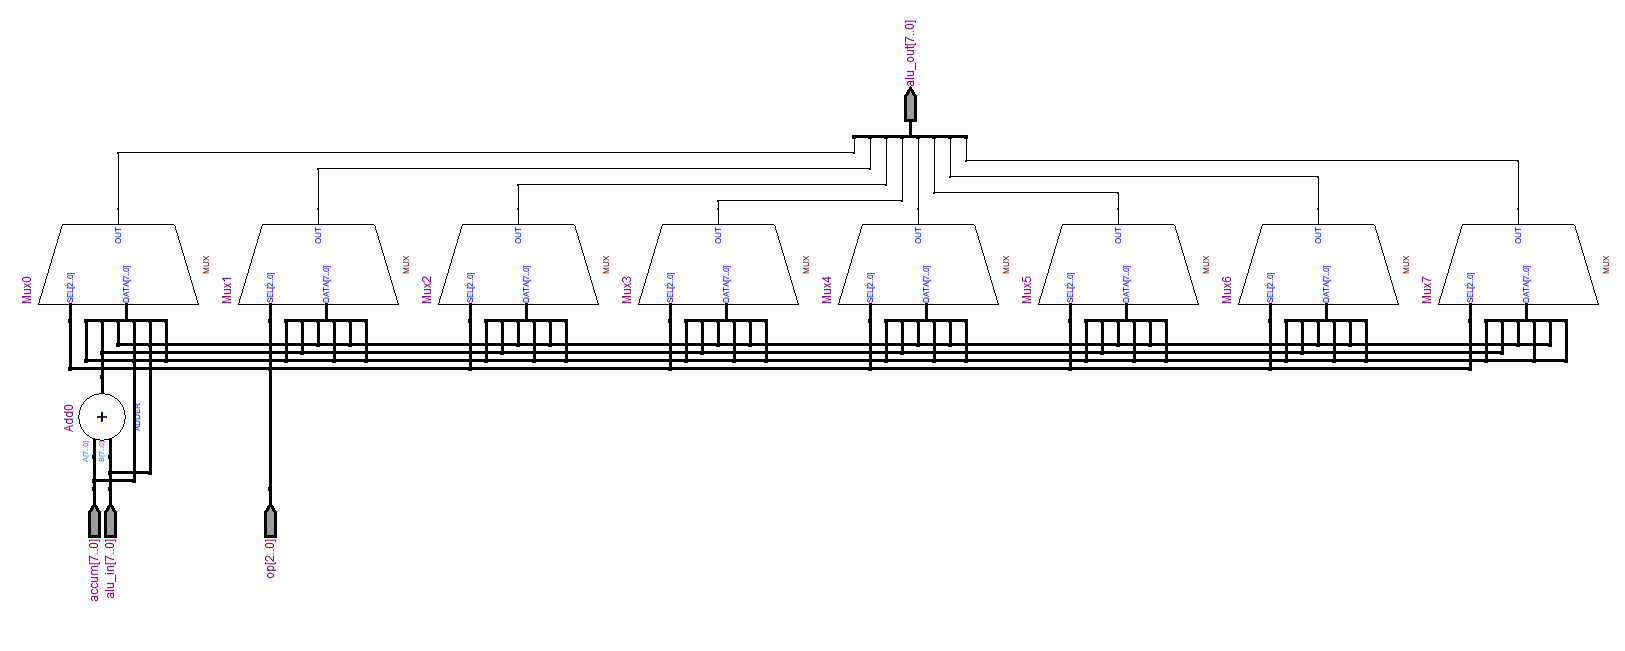 alu_out[7..0]
OUT
OUT
OUT
OUT
OUT
OUT
OUT
OUT
Mux0
SEL[2..0]
DATA[7..0]
MUX
Mux1
SEL[2..0]
DATA[7..0]
MUX
Mux2
SEL[2..0]
DATA[7..0]
MUX
Mux3
SEL[2..0]
DATA[7..0]
MUX
Mux4
SEL[2..0]
DATA[7..0]
MUX
Mux5
SEL[2..0]
DATA[7..0]
MUX
Mux6
SEL[2..0]
DATA[7..0]
MUX
Mux7
SEL[2..0]
DATA[7..0]
MUX
Add0
+
ADDER
A[7..0]
B[7..0]
accum[7..0]
alu_in[7..0]
op[2..0]